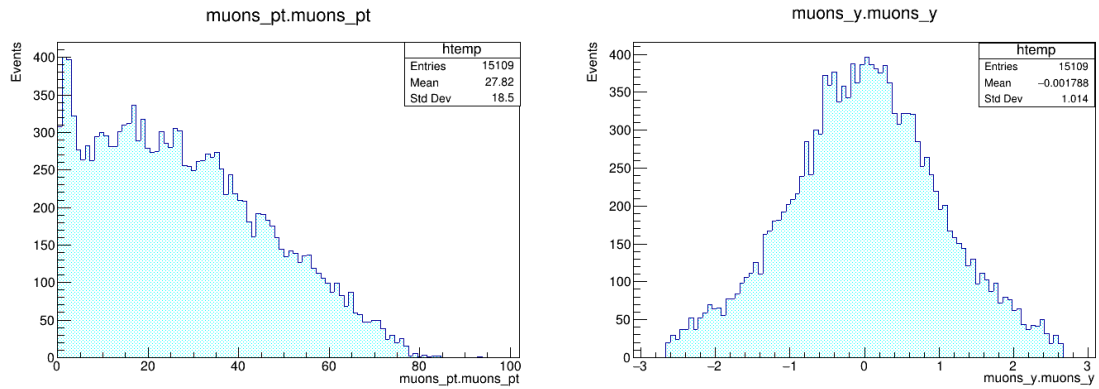 muons_pt.muons_pt
Events
htemp
Entries 15109
Mean 27.82
Std Dev 18.5
400
350
300
250
200
150
100
50
0
0 20 40 60 80 100
muons_pt.muons_pt
muons_y.muons_y
Events
htemp
Entries 15109
Mean −0.001788
Std Dev 1.014
400
350
300
250
200
150
100
50
0
−3 −2 −1 0 1 2 3
muons_y.muons_y